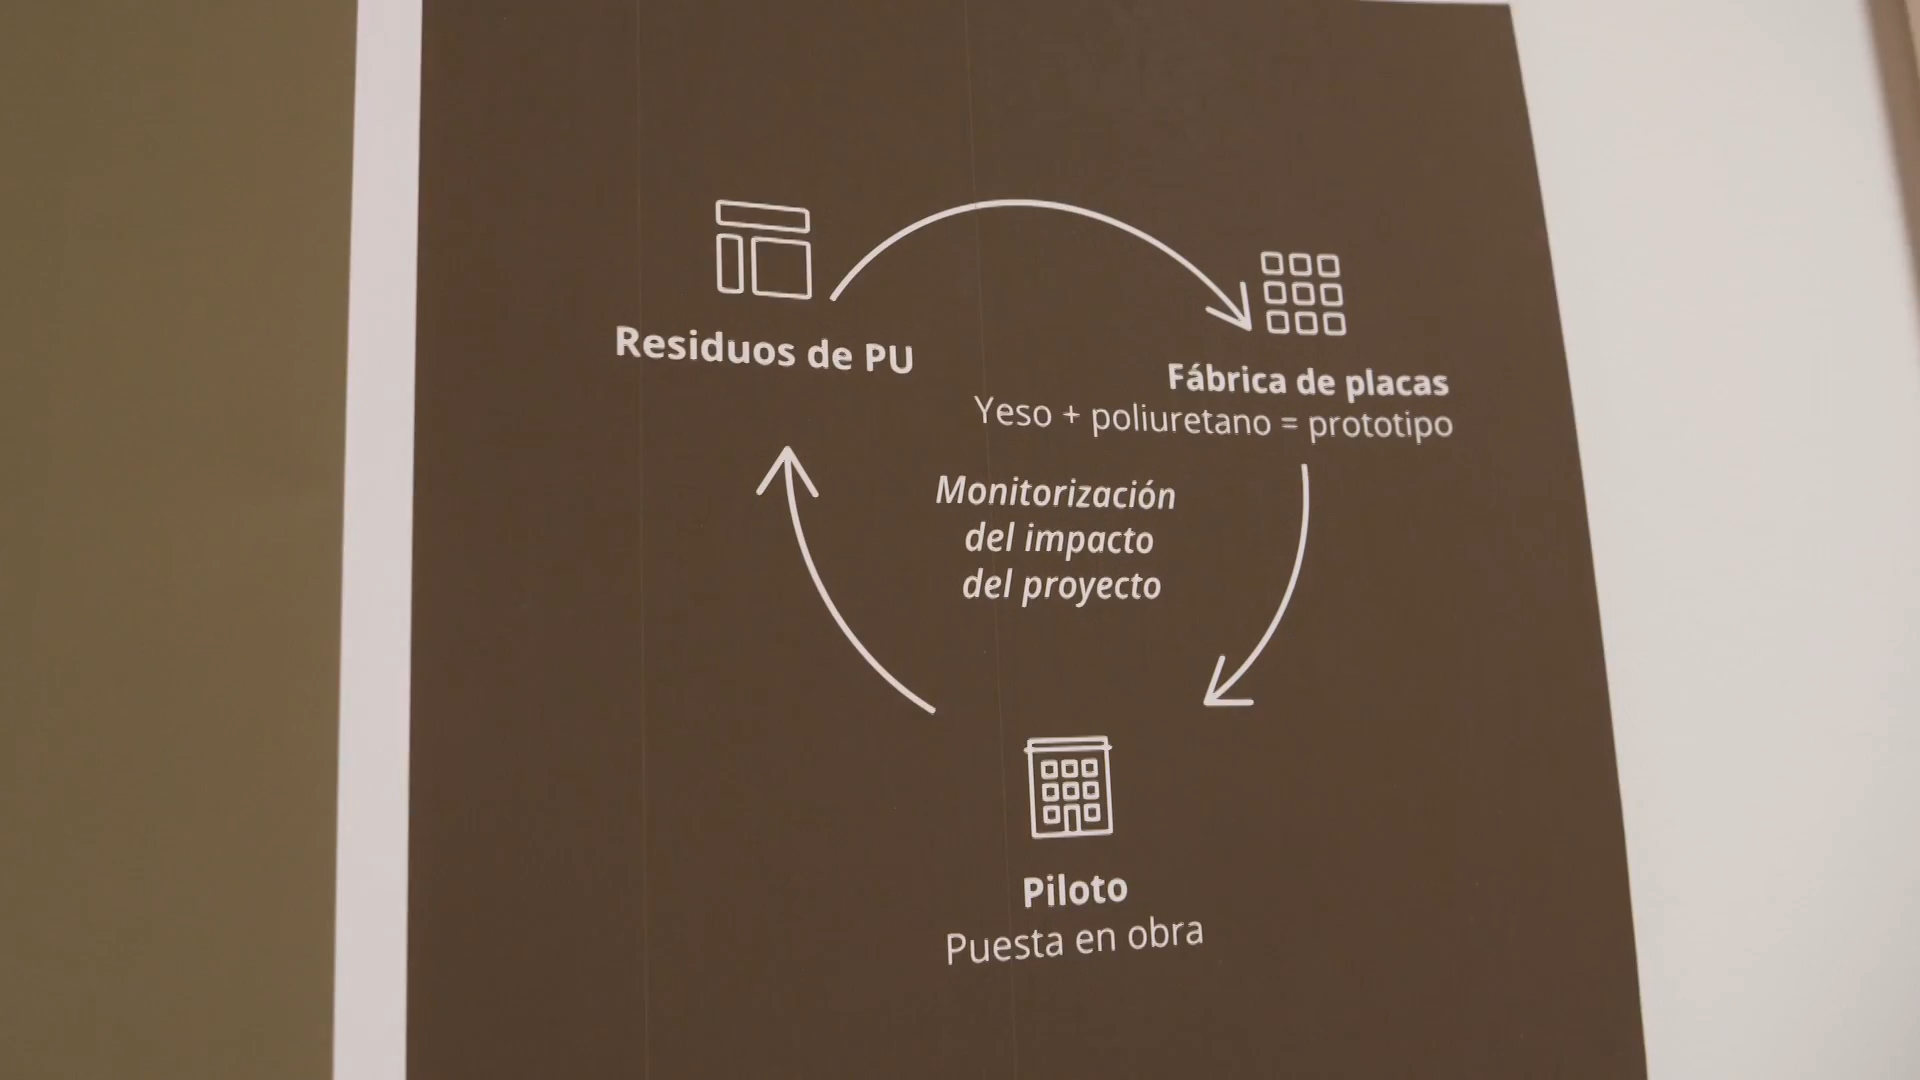 Residuos de PU
Fábrica de placas
Yeso + poliuretano = prototipo
Monitorización
del impacto
del proyecto
Piloto
Puesta en obra